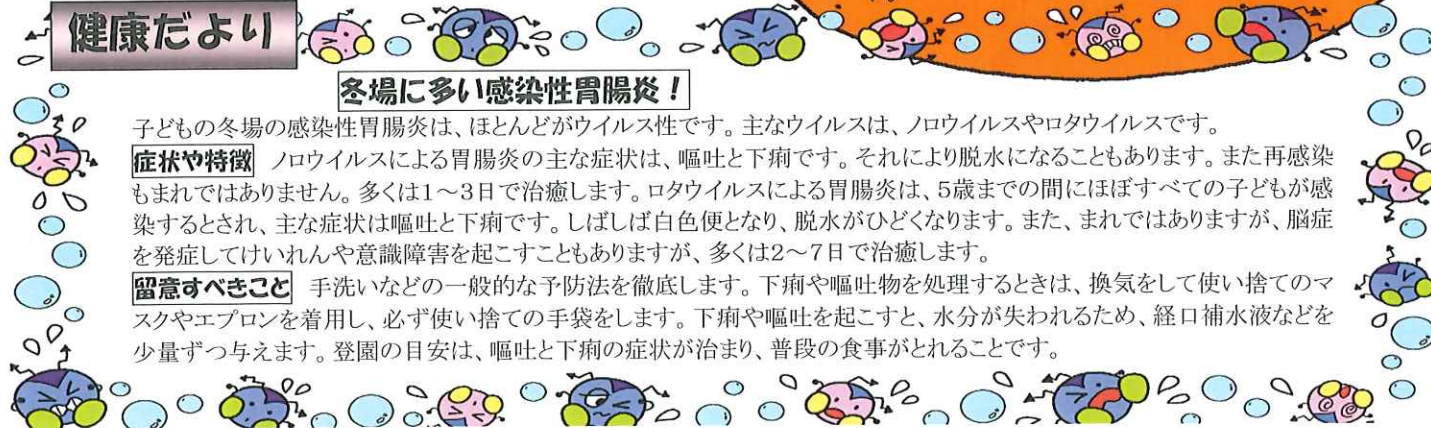 健康だより
冬場に多い感染性胃腸炎！
子どもの冬場の感染性胃腸炎は、ほとんどがウイルス性です。主なウイルスは、ノロウイルスやロタウイルスです。
症状や特徴　ノロウイルスによる胃腸炎の主な症状は、嘔吐と下痢です。それにより脱水になることもあります。また再感染
もまれではありません。多くは１～３日で治癒します。ロタウイルスによる胃腸炎は、5歳までの間にほぼすべての子どもが感
染するとされ、主な症状は嘔吐と下痢です。しばしば白色便となり、脱水がひどくなります。また、まれではありますが、脳症
を発症してけいれんや意識障害を起こすこともありますが、多くは２～７日で治癒します。
留意すべきこと　手洗いなどの一般的な予防法を徹底します。下痢や嘔吐物を処理するときは、換気をして使い捨てのマ
スクやエプロンを着用し、必ず使い捨ての手袋をします。下痢や嘔吐を起こすと、水分が失われるため、経口補水液などを
少量ずつ与えます。登園の目安は、嘔吐と下痢の症状が治まり、普段の食事がとれることです。